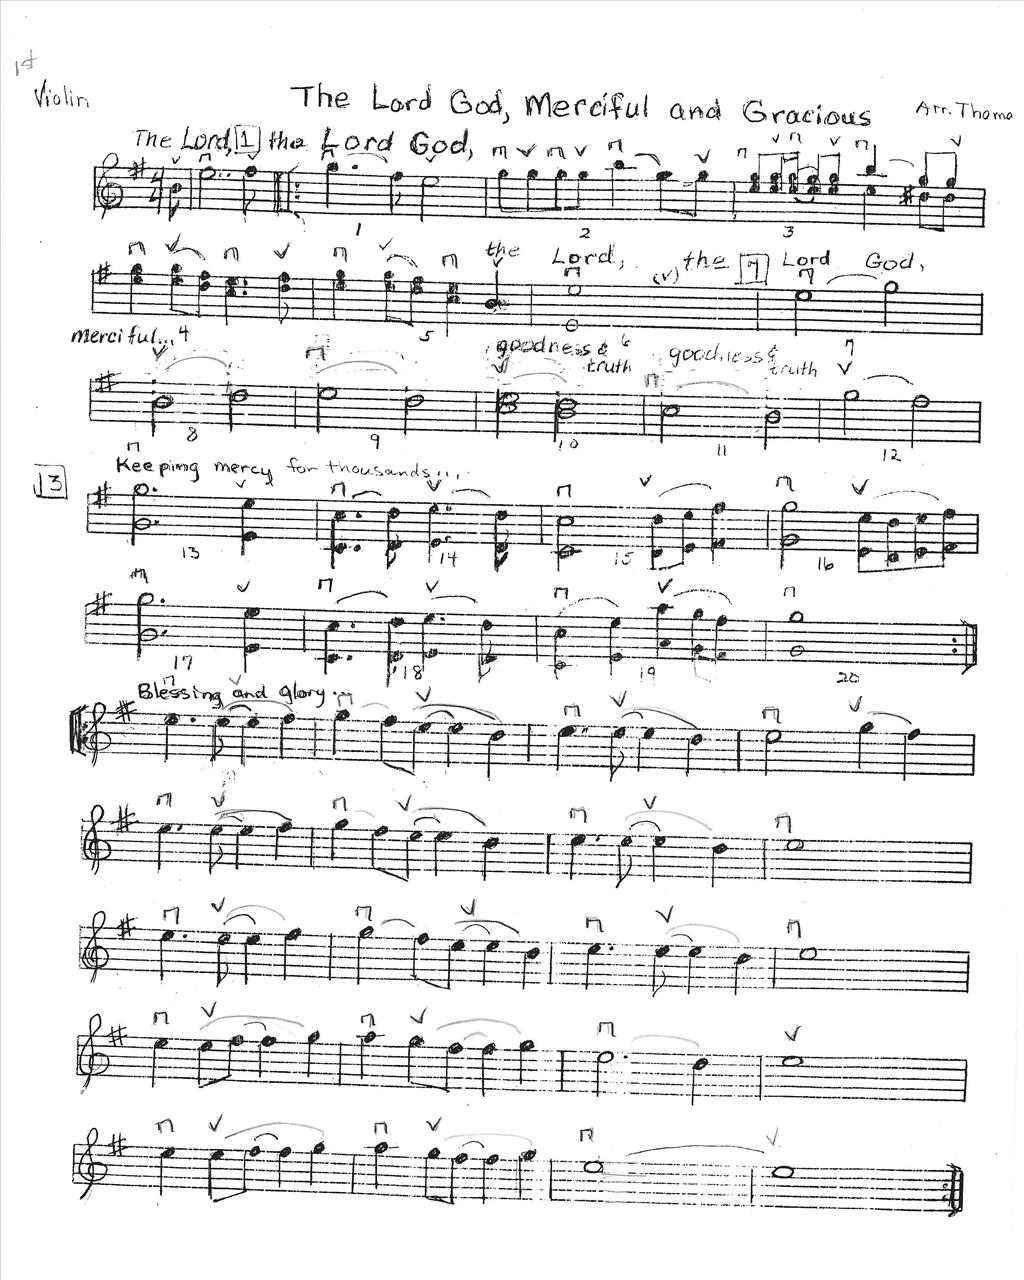 1st
Violin
The Lord God, Merciful and Gracious
Arr. Thoma
The Lord, 1 the Lord God,
4
4
1 2 3
the Lord, (v) the 7 Lord God,
5
merciful... 4 goodness & 6 truth goodness & truth
8 9 10 11 12
Keeping mercy for thousands....
13
13 14 15 16
17 18 19 20
Blessing and glory.